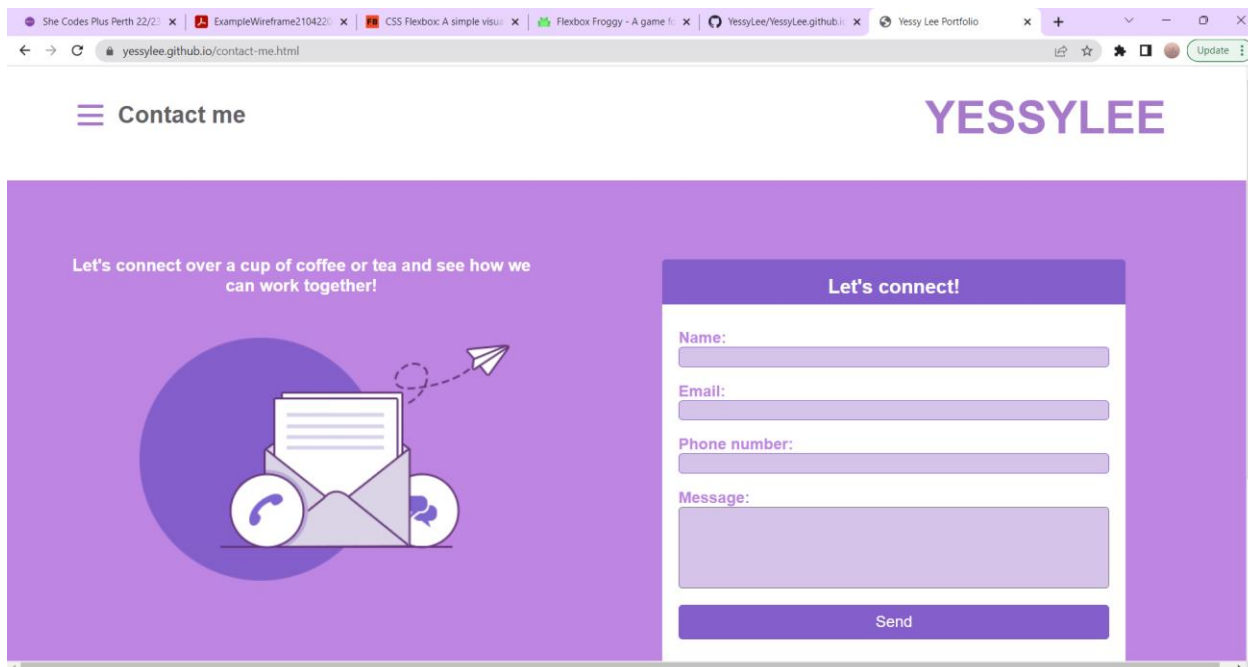 She Codes Plus Perth 22/23
ExampleWireframe2104220
CSS Flexbox: A simple visua
Flexbox Froggy - A game fo
YessyLee/YessyLee.github.io
Yessy Lee Portfolio
yessylee.github.io/contact-me.html
Update
Contact me
YESSYLEE
Let's connect over a cup of coffee or tea and see how we
can work together!
Let's connect!
Name:
Email:
Phone number:
Message:
Send